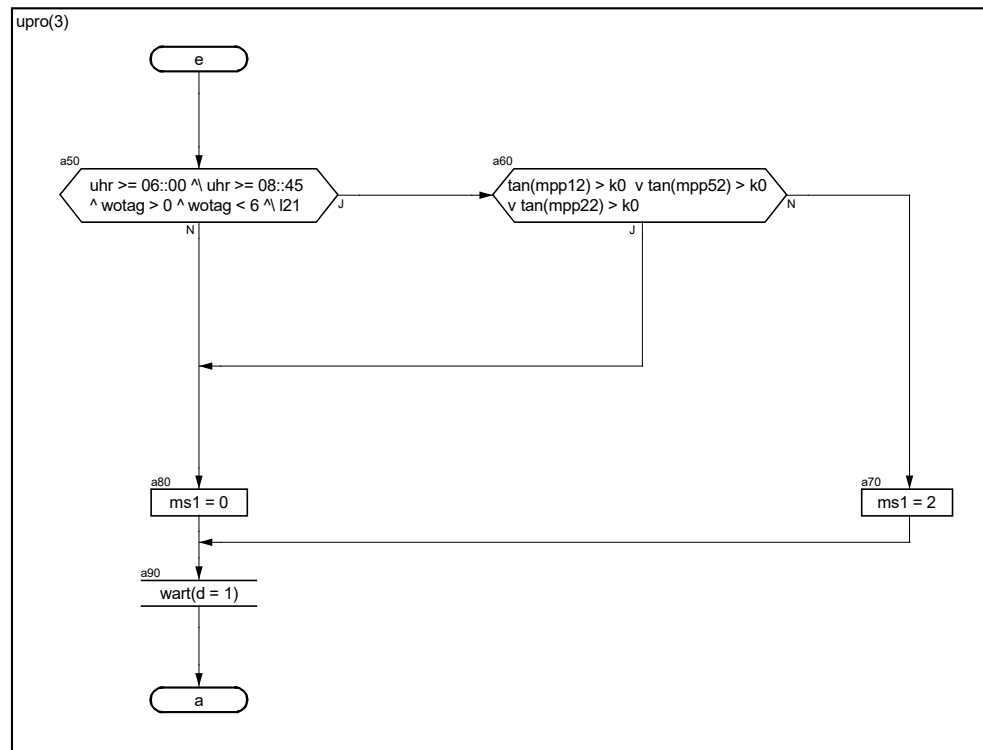 upro(3)
e
a50
uhr >= 06::00 ^\ uhr >= 08::45
^ wotag > 0 ^ wotag < 6 ^\ l21
J
N
a60
tan(mpp12) > k0 v tan(mpp52) > k0
v tan(mpp22) > k0
N
J
a80
ms1 = 0
a70
ms1 = 2
a90
wart(d = 1)
a